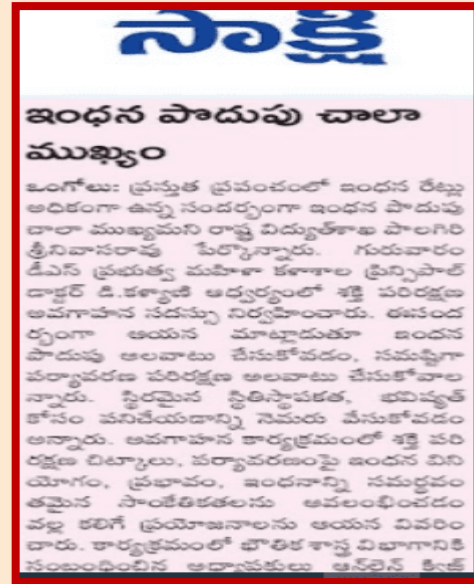 సాక్షి
ఇంధన పొదుపు చాలా
ముఖ్యం
ఒంగోలు: ప్రస్తుత ప్రపంచంలో ఇంధన రేట్లు
అధికంగా ఉన్న సందర్భంగా ఇంధన పొదుపు
చాలా ముఖ్యమని రాష్ట్ర విద్యుత్‌శాఖ పాలగిరి
శ్రీనివాసరావు పేర్కొన్నారు. గురువారం
డీఎస్ ప్రభుత్వ మహిళా కళాశాల ప్రిన్సిపాల్
డాక్టర్ డి.కళ్యాణి ఆధ్వర్యంలో శక్తి పరిరక్షణ
అవగాహన సదస్సు నిర్వహించారు. ఈసంద
ర్భంగా ఆయన మాట్లాడుతూ ఇంధన
పొదుపు అలవాటు చేసుకోవడం, సమష్టిగా
పర్యావరణ పరిరక్షణ అలవాటు చేసుకోవాల
న్నారు. స్థిరమైన స్థితిస్థాపకత, భవిష్యత్
కోసం పనిచేయడాన్ని నెమరు వేసుకోవడం
అన్నారు. అవగాహన కార్యక్రమంలో శక్తి పరి
రక్షణ చిట్కాలు, పర్యావరణంపై ఇంధన విని
యోగం, ప్రభావం, ఇంధనాన్ని సమర్థవం
తమైన సాంకేతికతలను అవలంభించడం
వల్ల కలిగే ప్రయోజనాలను ఆయన వివరిం
చారు. కార్యక్రమంలో భౌతిక శాస్త్ర విభాగానికి
సంబంధించిన అధ్యాపకులు ఆన్‌లైన్ క్విజ్